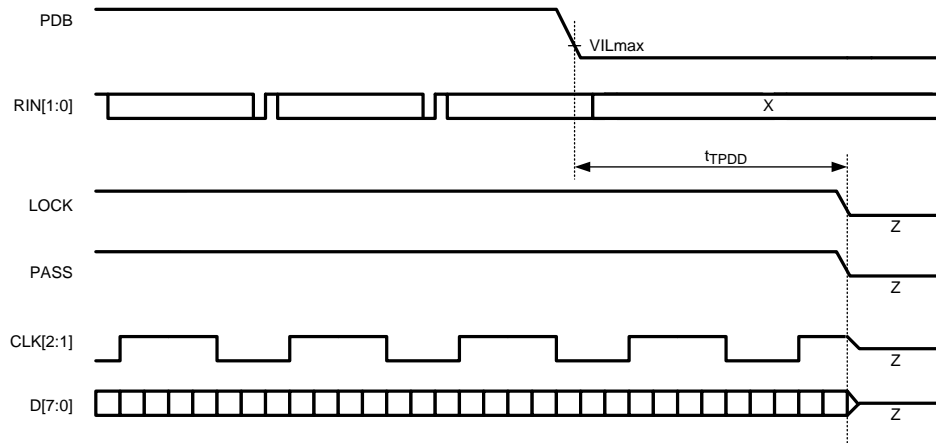 PDB
VILmax
RIN[1:0]
X
tTPDD
LOCK
Z
PASS
Z
CLK[2:1]
Z
D[7:0]
Z